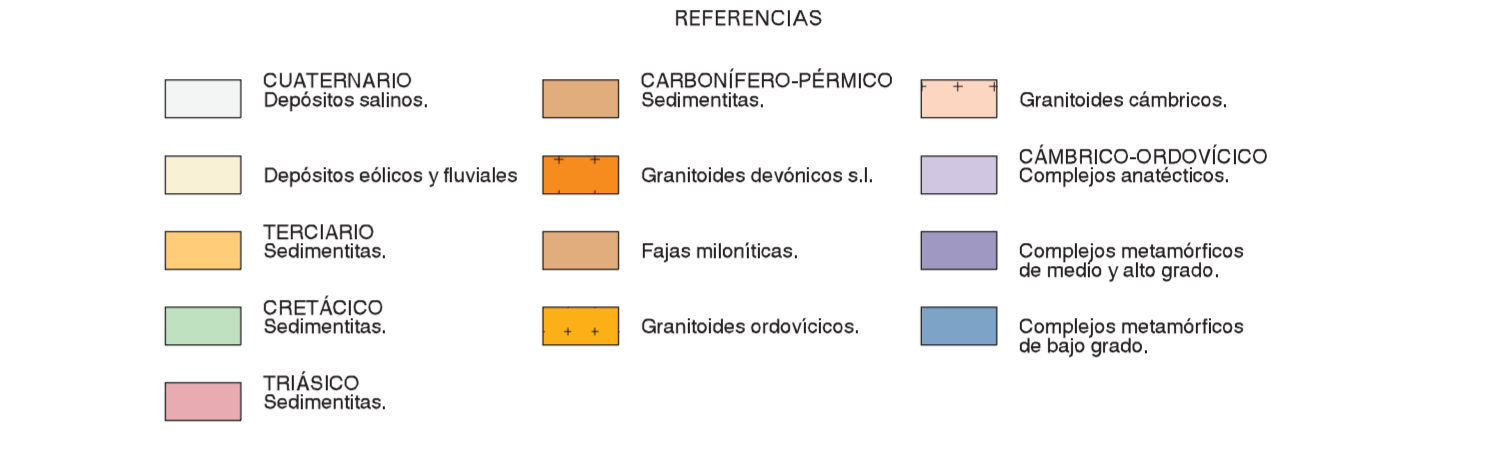 REFERENCIAS
CUATERNARIO
Depósitos salinos.
Depósitos eólicos y fluviales
TERCIARIO
Sedimentitas.
CRETÁCICO
Sedimentitas.
TRIÁSICO
Sedimentitas.
CARBONÍFERO-PÉRMICO
Sedimentitas.
Granitoides devónicos s.l.
Fajas miloníticas.
Granitoides ordovícicos.
Granitoides cámbricos.
CÁMBRICO-ORDOVÍCICO
Complejos anatécticos.
Complejos metamórficos
de medio y alto grado.
Complejos metamórficos
de bajo grado.